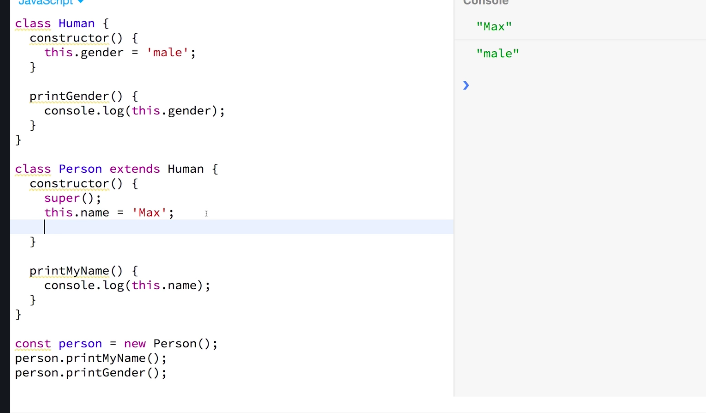 JavaScript
Console
class Human {
  constructor() {
    this.gender = 'male';
  }

  printGender() {
    console.log(this.gender);
  }
}

class Person extends Human {
  constructor() {
    super();
    this.name = 'Max';

  }

  printMyName() {
    console.log(this.name);
  }
}

const person = new Person();
person.printMyName();
person.printGender();
"Max"
"male"
❯